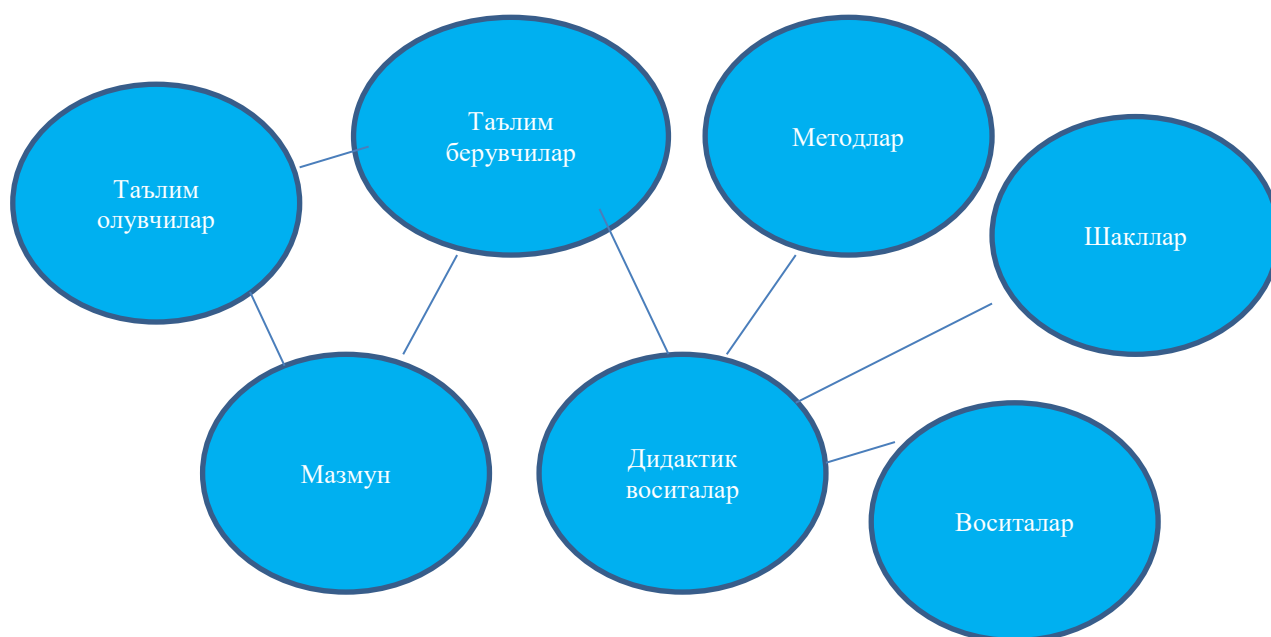 Таълим
олувчилар
Таълим
берувчилар
Методлар
Шакллар
Мазмун
Дидактик
воситалар
Воситалар